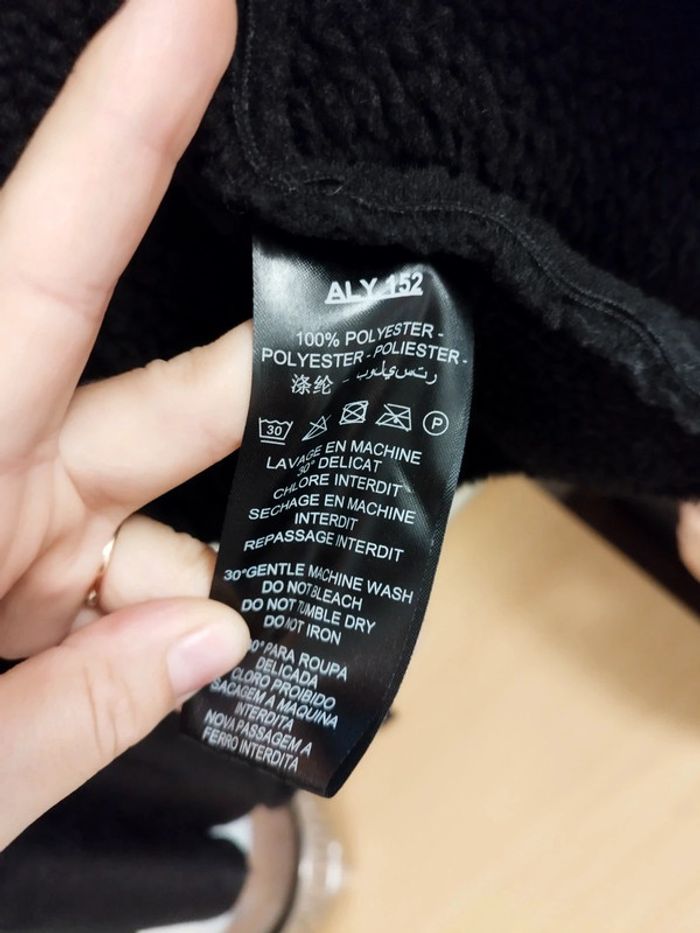 ALY 152
100% POLYESTER -
POLYESTER - POLIESTER -
涤纶 - بوليستر
30 P
LAVAGE EN MACHINE
30° DELICAT
CHLORE INTERDIT
SECHAGE EN MACHINE
INTERDIT
REPASSAGE INTERDIT
30°GENTLE MACHINE WASH
DO NOT BLEACH
DO NOT TUMBLE DRY
DO NOT IRON
PARA ROUPA
DELICADA
CLORO PROIBIDO
SACAGEM A MAQUINA
INTERDITA
NOVA PASSAGEM A
FERRO INTERDITA